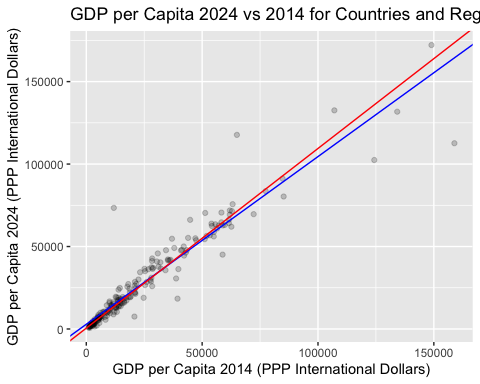 GDP per Capita 2024 vs 2014 for Countries and Reg
GDP per Capita 2024 (PPP International Dollars)
150000
100000
50000
0
0 50000 100000 150000
GDP per Capita 2014 (PPP International Dollars)